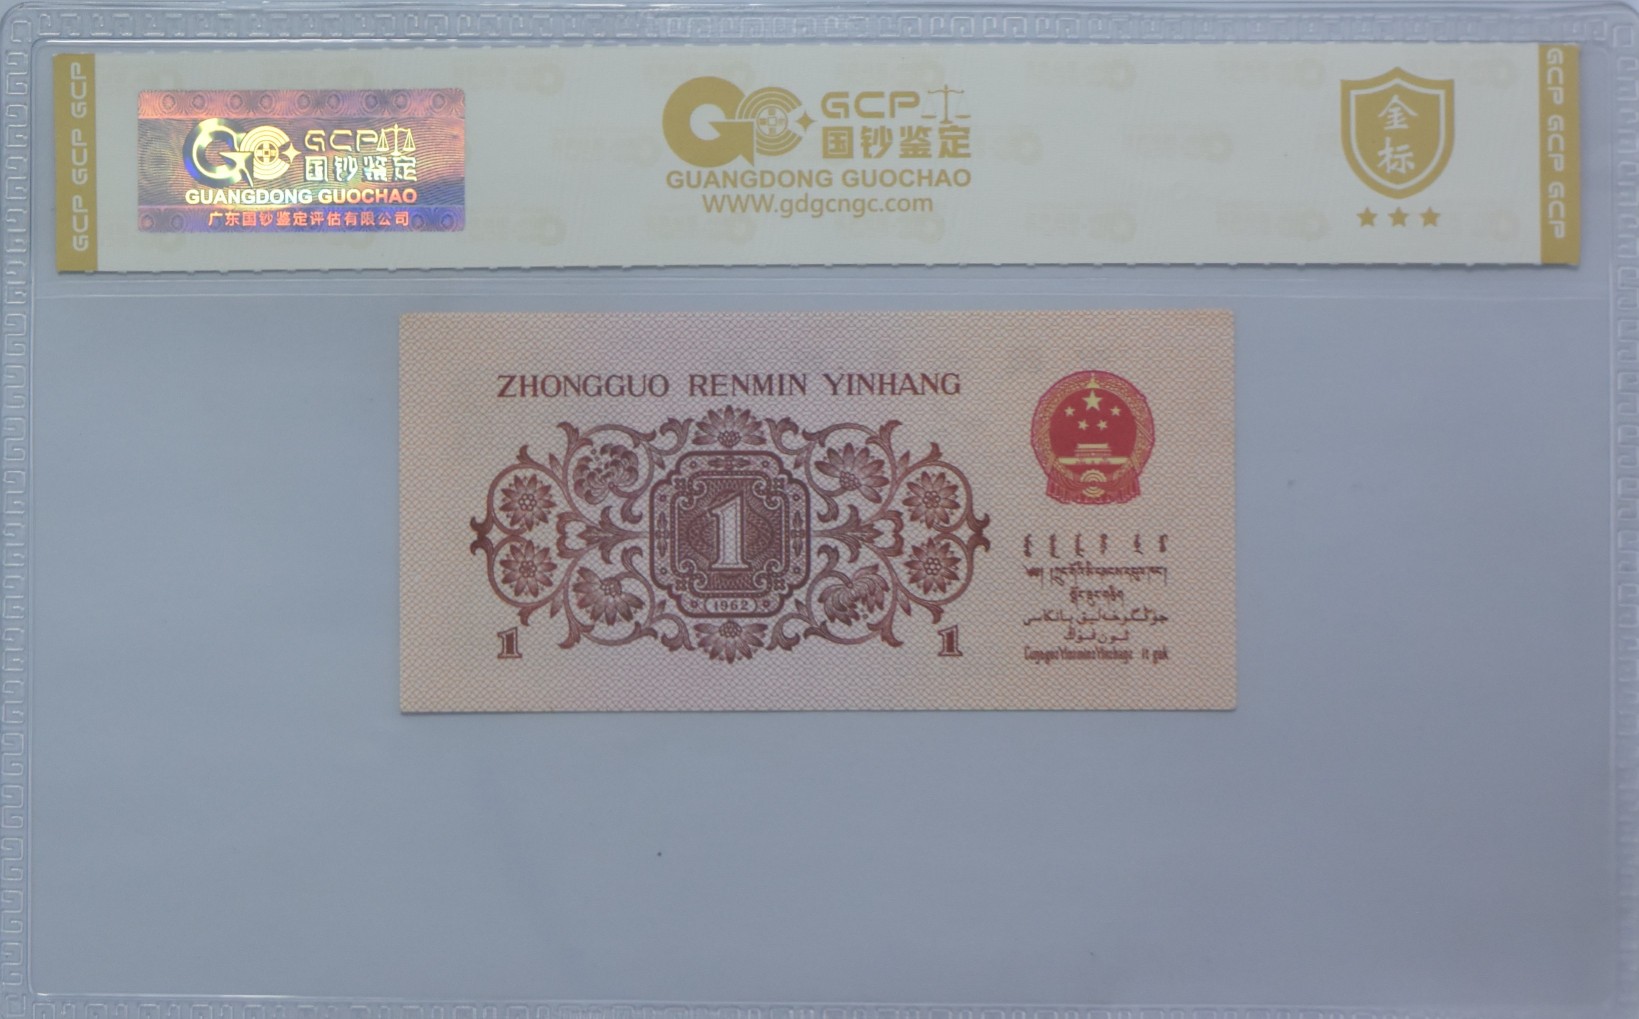 GCP GCP GCP
GCP
国钞鉴定
GUANGDONG GUOCHAO
广东国钞鉴定评估有限公司
GCP
国钞鉴定
GUANGDONG GUOCHAO
WWW.gdgcngc.com
金标
GCP GCP GCP
ZHONGGUO RENMIN YINHANG
1
1962
1 1